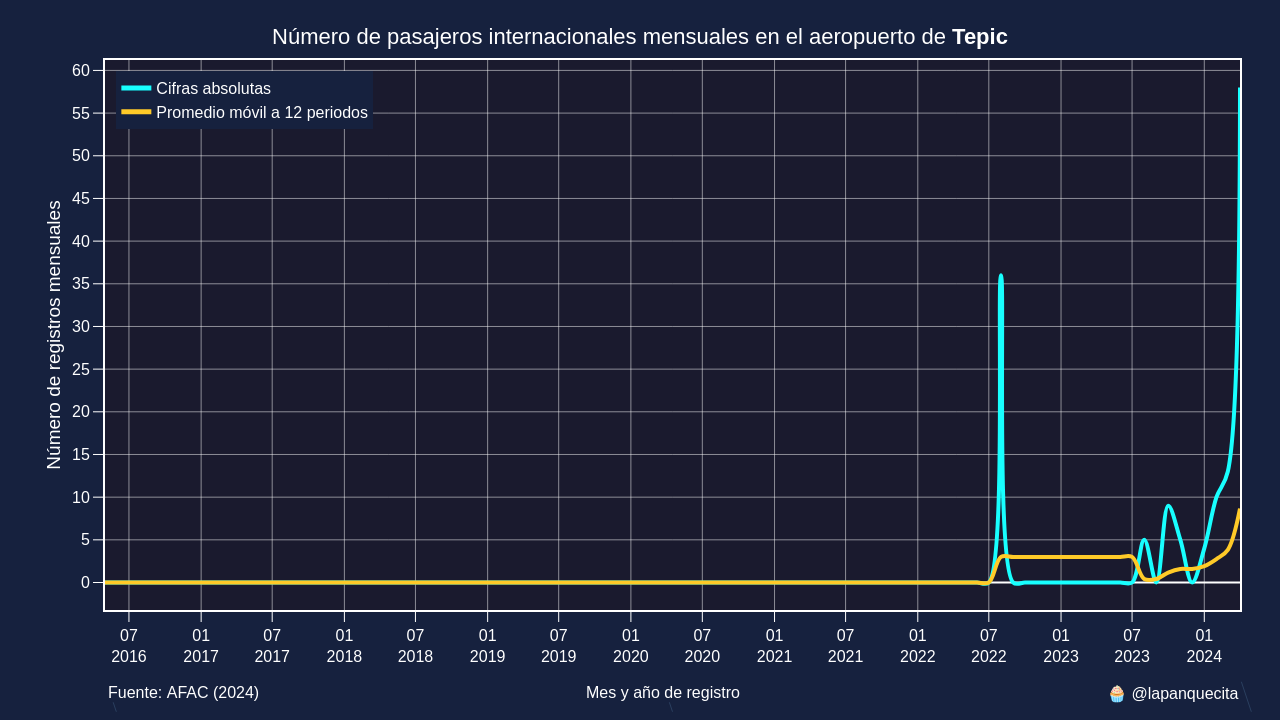 Número de pasajeros internacionales mensuales en el aeropuerto de Tepic
Cifras absolutas
Promedio móvil a 12 periodos
Número de registros mensuales
60
55
50
45
40
35
30
25
20
15
10
5
0
07 01 07 01 07 01 07 01 07 01 07 01 07 01 07 01
2016 2017 2017 2018 2018 2019 2019 2020 2020 2021 2021 2022 2022 2023 2023 2024
Fuente: AFAC (2024)
Mes y año de registro
🧁 @lapanquecita